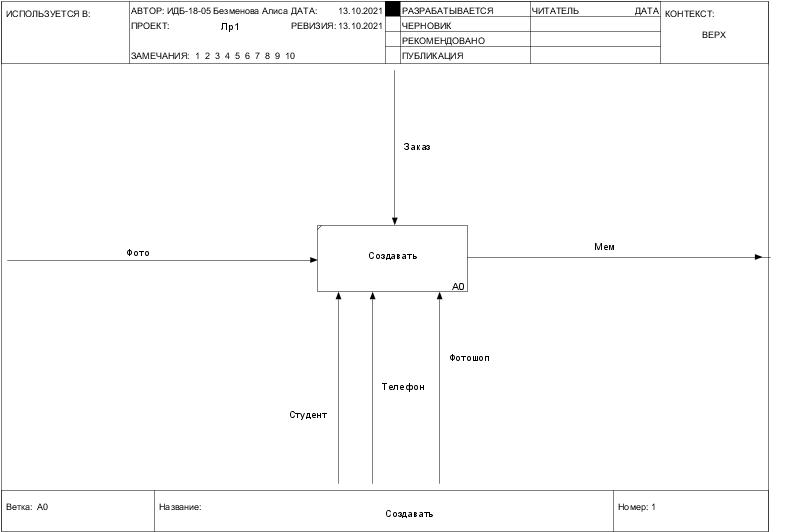 ИСПОЛЬЗУЕТСЯ В:
АВТОР: ИДБ-18-05 Безменова Алиса ДАТА: 13.10.2021
ПРОЕКТ: Лр1 РЕВИЗИЯ: 13.10.2021
ЗАМЕЧАНИЯ: 1 2 3 4 5 6 7 8 9 10
РАЗРАБАТЫВАЕТСЯ
ЧЕРНОВИК
РЕКОМЕНДОВАНО
ПУБЛИКАЦИЯ
ЧИТАТЕЛЬ ДАТА
КОНТЕКСТ:
ВЕРХ
Заказ
Фото
Создавать
A0
Мем
Фотошоп
Телефон
Студент
Ветка: A0
Название: Создавать
Номер: 1